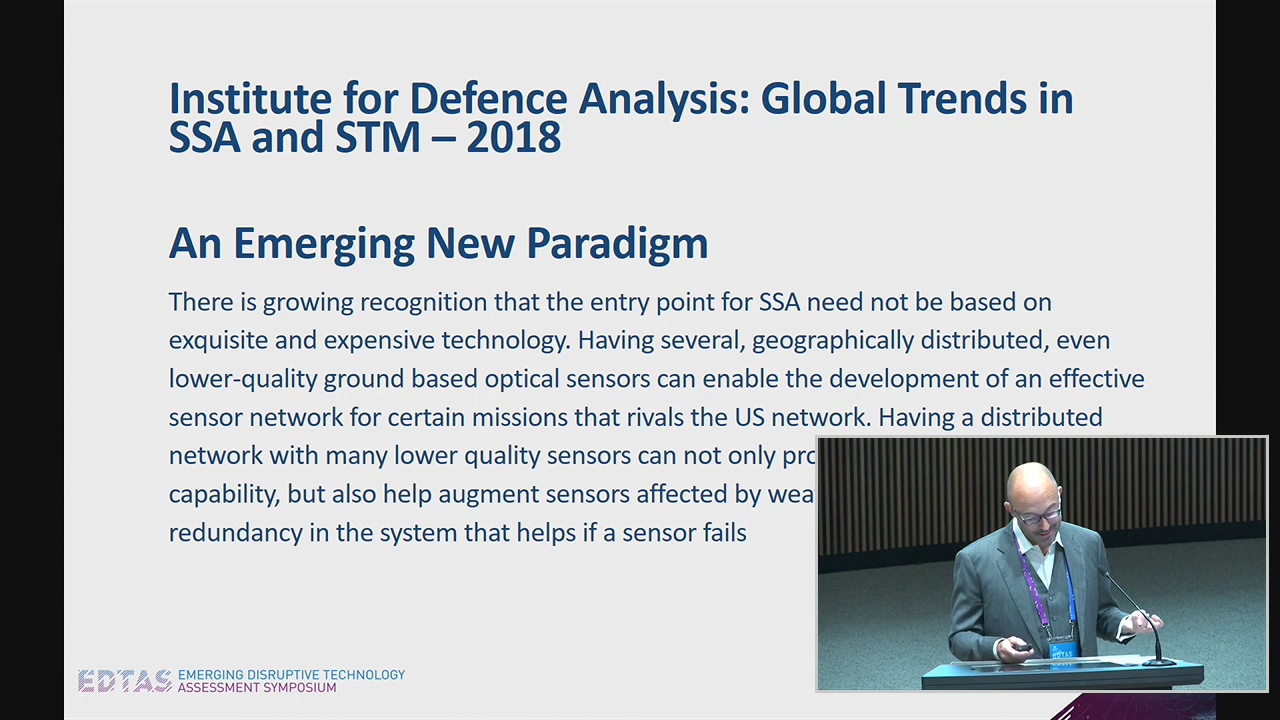 Institute for Defence Analysis: Global Trends in
SSA and STM – 2018
An Emerging New Paradigm
There is growing recognition that the entry point for SSA need not be based on
exquisite and expensive technology. Having several, geographically distributed, even
lower-quality ground based optical sensors can enable the development of an effective
sensor network for certain missions that rivals the US network. Having a distributed
network with many lower quality sensors can not only pro
capability, but also help augment sensors affected by wea
redundancy in the system that helps if a sensor fails
EDTAS
EMERGING DISRUPTIVE TECHNOLOGY
ASSESSMENT SYMPOSIUM
EDTAS